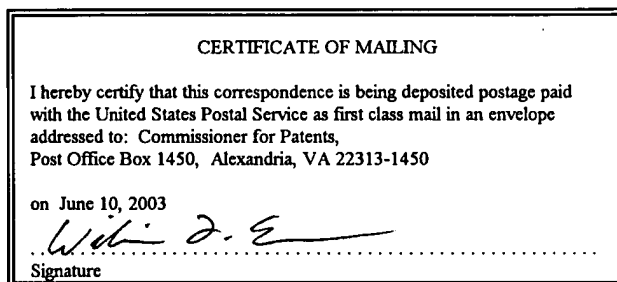 CERTIFICATE OF MAILING
I hereby certify that this correspondence is being deposited postage paid
with the United States Postal Service as first class mail in an envelope
addressed to: Commissioner for Patents,
Post Office Box 1450, Alexandria, VA 22313-1450
on June 10, 2003
Signature